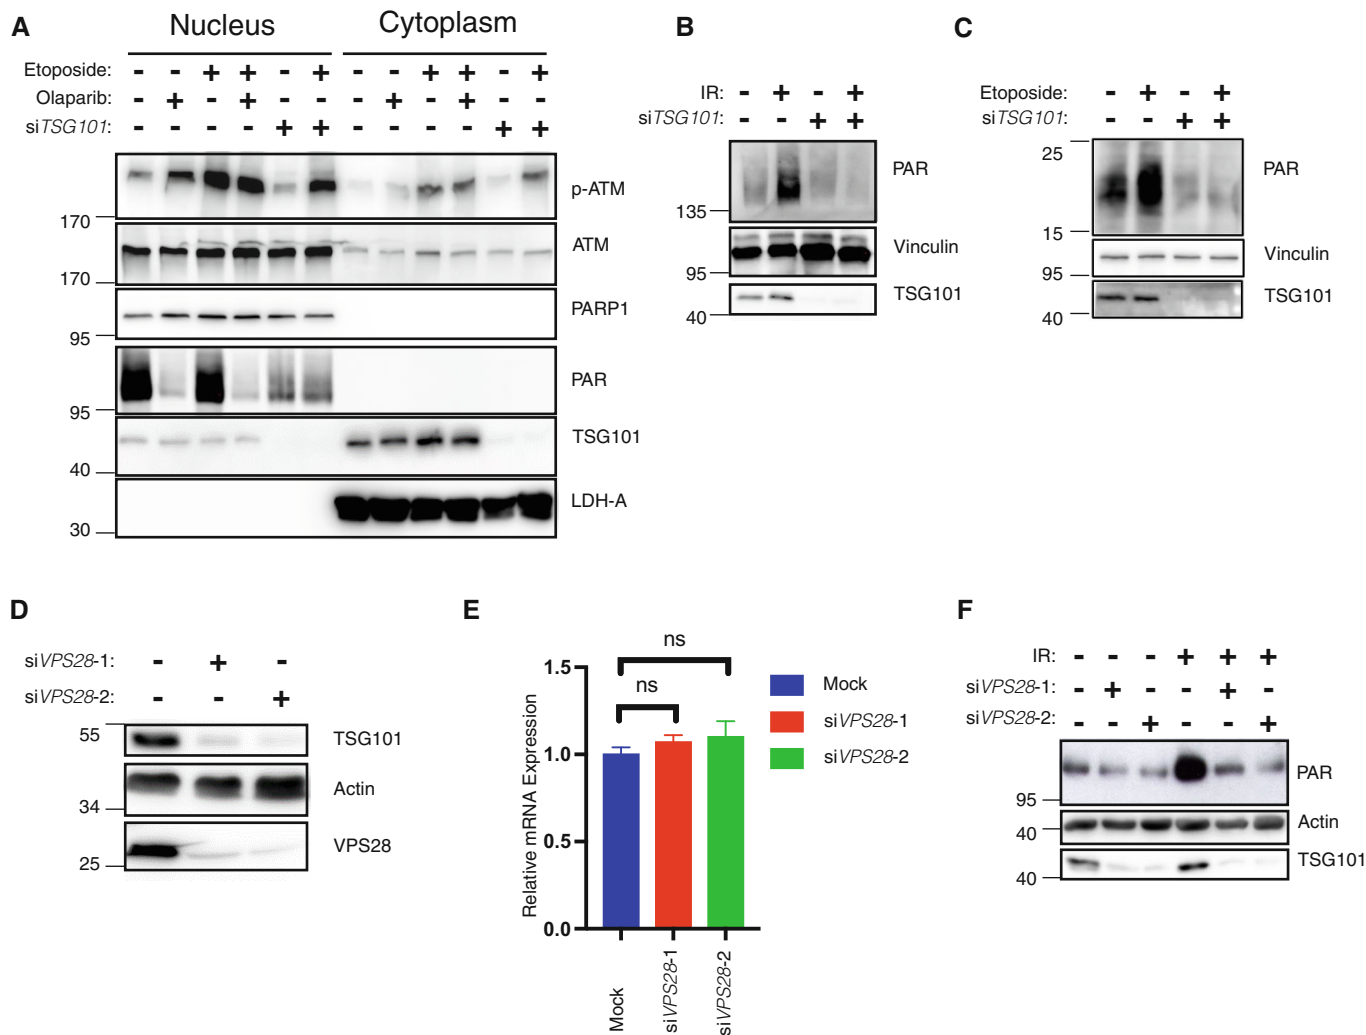 A
Nucleus Cytoplasm
Etoposide: - - + + - + - - + + - +
Olaparib: - + - + - - - + - + - -
siTSG101: - - - - + + - - - - + +
p-ATM
170
ATM
170
PARP1
95
PAR
95
TSG101
40
LDH-A
30
B
IR: - + - +
siTSG101: - - + +
PAR
135
Vinculin
95
TSG101
40
C
Etoposide: - + - +
siTSG101: - - + +
25
PAR
15
Vinculin
95
TSG101
40
D
siVPS28-1: - + -
siVPS28-2: - - +
55
TSG101
Actin
34
VPS28
25
E
ns
ns
1.5
1.0
0.5
0.0
Relative mRNA Expression
Mock
siVPS28-1
siVPS28-2
Mock
siVPS28-1
siVPS28-2
F
IR: - - - + + +
siVPS28-1: - + - - + -
siVPS28-2: - - + - - +
PAR
95
Actin
40
TSG101
40